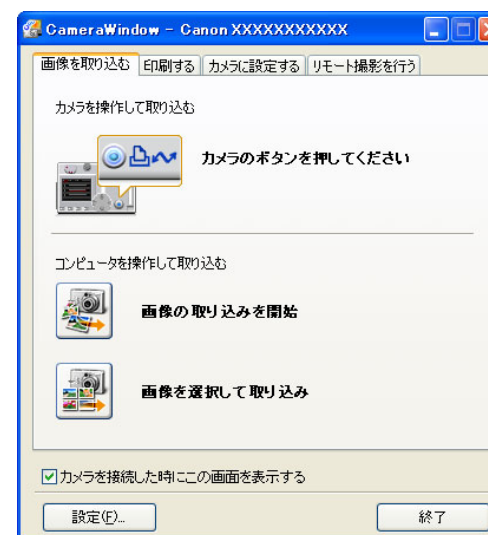 CameraWindow - Canon XXXXXXXXXXX
画像を取り込む 印刷する カメラに設定する リモート撮影を行う
カメラを操作して取り込む
カメラのボタンを押してください
コンピュータを操作して取り込む
画像の取り込みを開始
画像を選択して取り込み
カメラを接続した時にこの画面を表示する
設定(F)... 終了